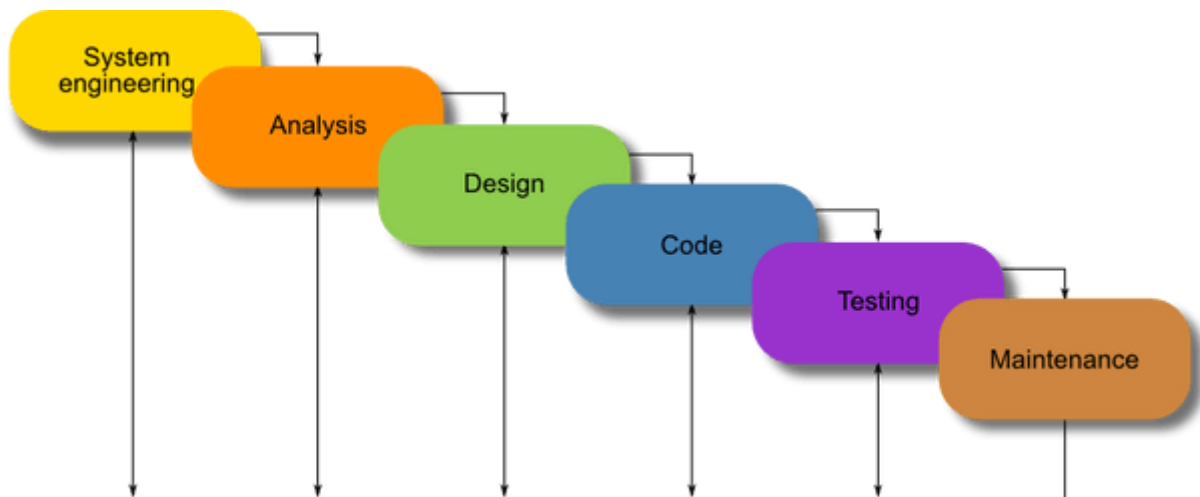 System
engineering
Analysis
Design
Code
Testing
Maintenance